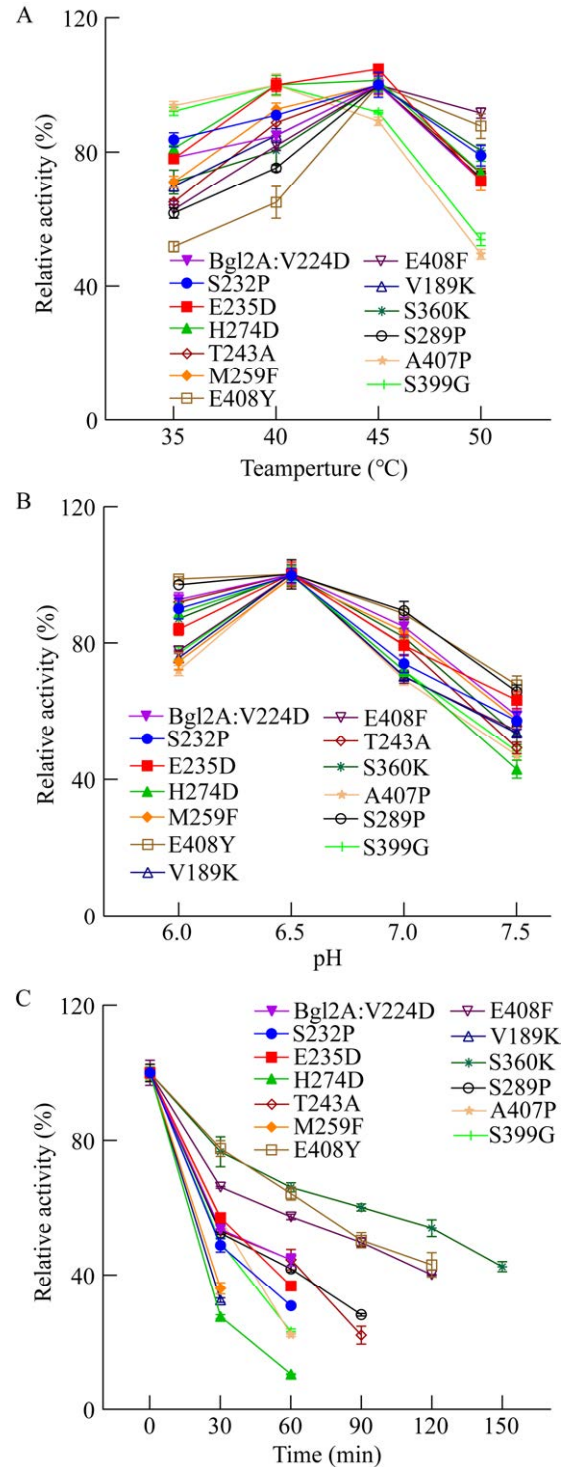 A
120
80
40
0
Relative activity (%)
Bgl2A:V224D
S232P
E235D
H274D
T243A
M259F
E408Y
E408F
V189K
S360K
S289P
A407P
S399G
35 40 45 50
Teamperture (°C)
B
120
80
40
0
Relative activity (%)
Bgl2A:V224D
S232P
E235D
H274D
M259F
E408Y
V189K
E408F
T243A
S360K
A407P
S289P
S399G
6.0 6.5 7.0 7.5
pH
C
120
80
40
0
Relative activity (%)
Bgl2A:V224D
S232P
E235D
H274D
T243A
M259F
E408Y
E408F
V189K
S360K
S289P
A407P
S399G
0 30 60 90 120 150
Time (min)